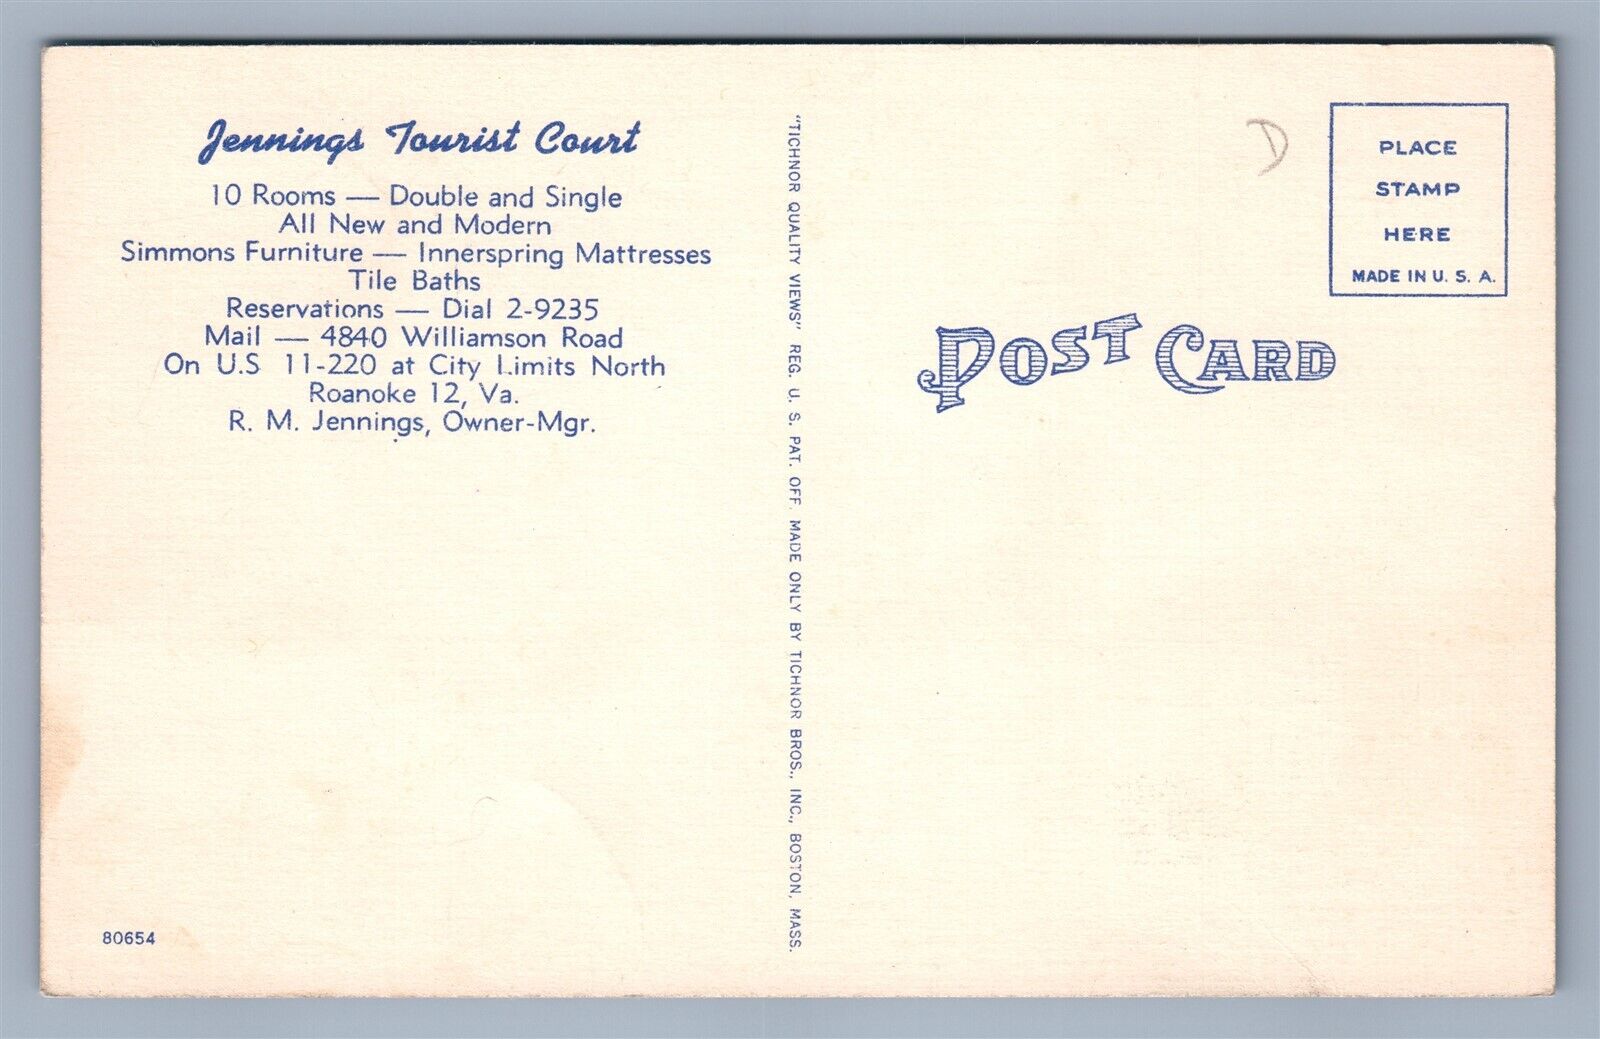 Jennings Tourist Court
10 Rooms — Double and Single
All New and Modern
Simmons Furniture — Innerspring Mattresses
Tile Baths
Reservations — Dial 2-9235
Mail — 4840 Williamson Road
On U.S 11-220 at City Limits North
Roanoke 12, Va.
R. M. Jennings, Owner-Mgr.
80654
"TICHNOR QUALITY VIEWS" REG. U. S. PAT. OFF. MADE ONLY BY TICHNOR BROS., INC., BOSTON, MASS.
D
PLACE
STAMP
HERE
MADE IN U. S. A.
POST CARD